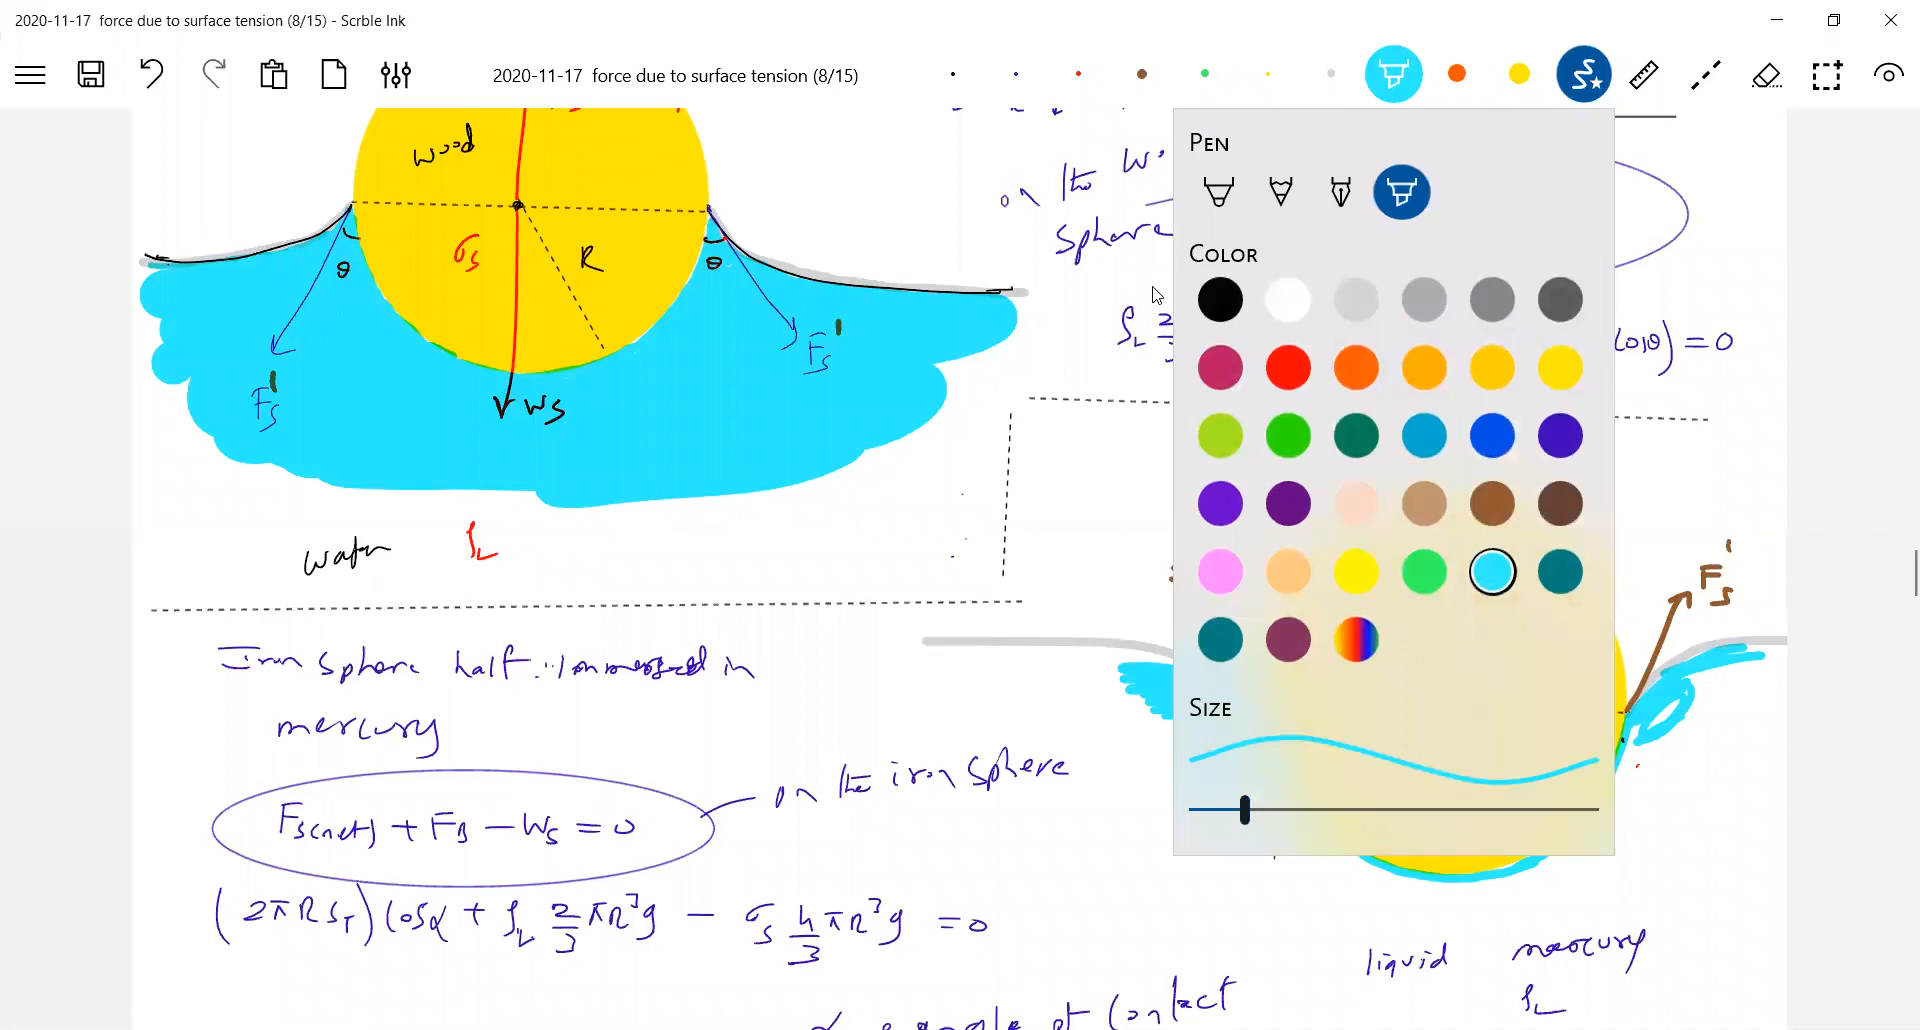 2020-11-17 force due to surface tension (8/15) - Scrble Ink
2020-11-17 force due to surface tension (8/15)
wood
σs
R
θ
θ
Fs'
Fs'
Ws
water ρL
on the
sphere
cosθ) = 0
PEN
COLOR
SIZE
Iron sphere half immersed in
mercury
Fs(net) + FB − Ws = 0
on the iron sphere
(2πR ST) cosα + ρL 2/3 πR³g − σs 4/3 πR³g = 0
angle of contact
Fs'
liquid mercury
ρL